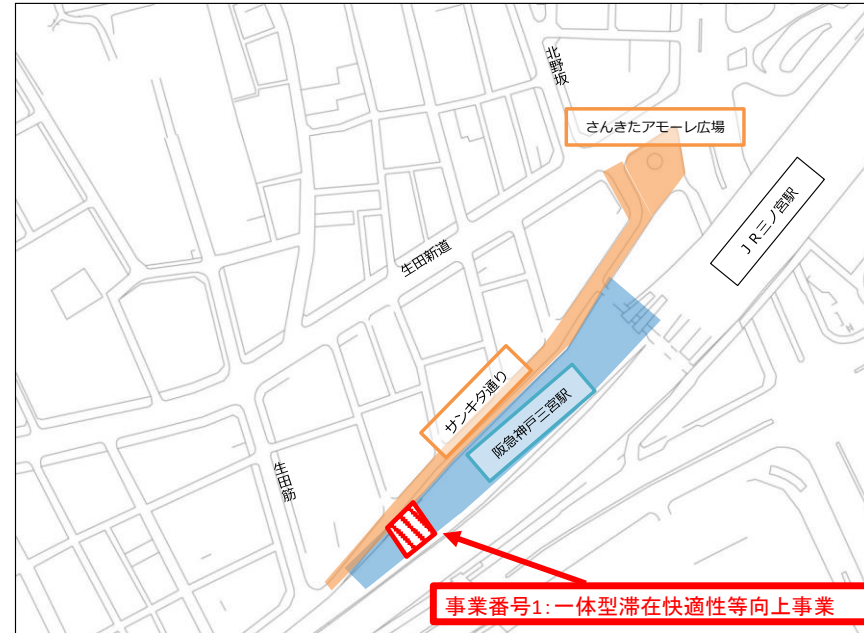 北野坂
さんきたアモーレ広場
JR三ノ宮駅
生田新道
サンキタ通り
阪急神戸三宮駅
生田筋
事業番号1:一体型滞在快適性等向上事業